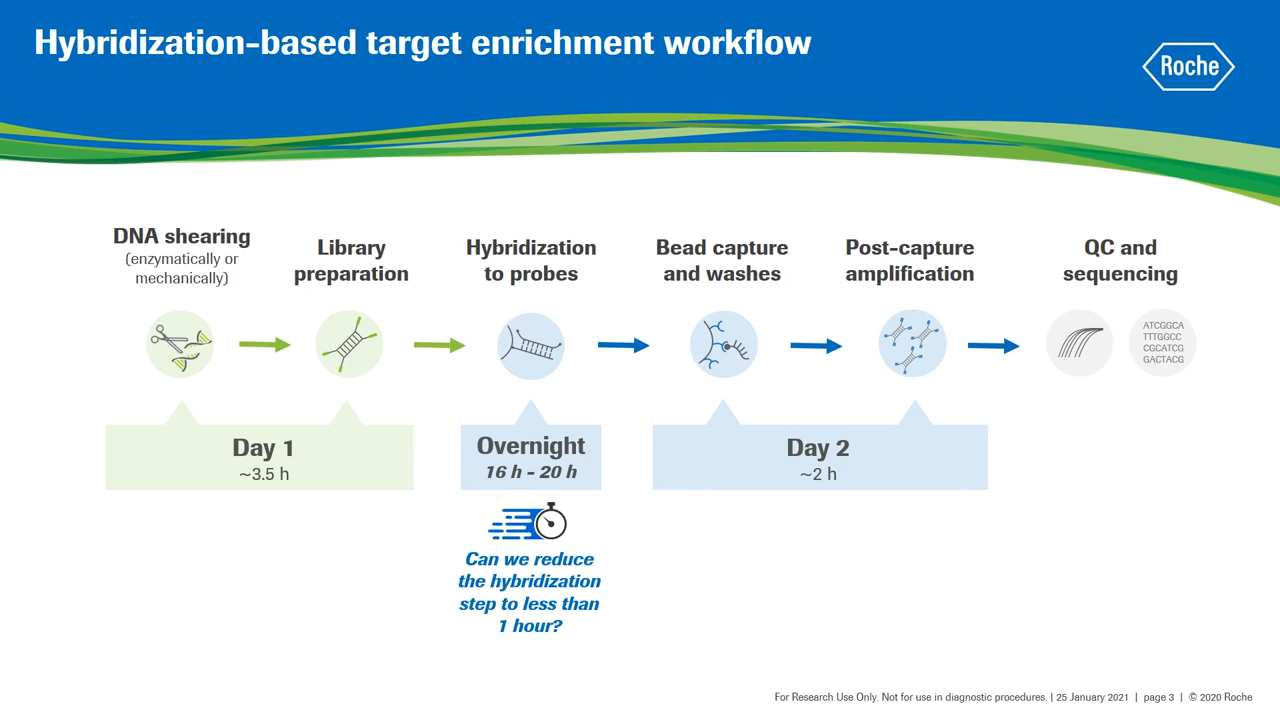 Hybridization-based target enrichment workflow
Roche
DNA shearing
(enzymatically or
mechanically)
Library
preparation
Hybridization
to probes
Bead capture
and washes
Post-capture
amplification
QC and
sequencing
ATCGGCA
TTTGGCC
CGCATCG
GACTACG
Day 1
~3.5 h
Overnight
16 h - 20 h
Day 2
~2 h
Can we reduce
the hybridization
step to less than
1 hour?
For Research Use Only. Not for use in diagnostic procedures. | 25 January 2021 | page 3 | © 2020 Roche